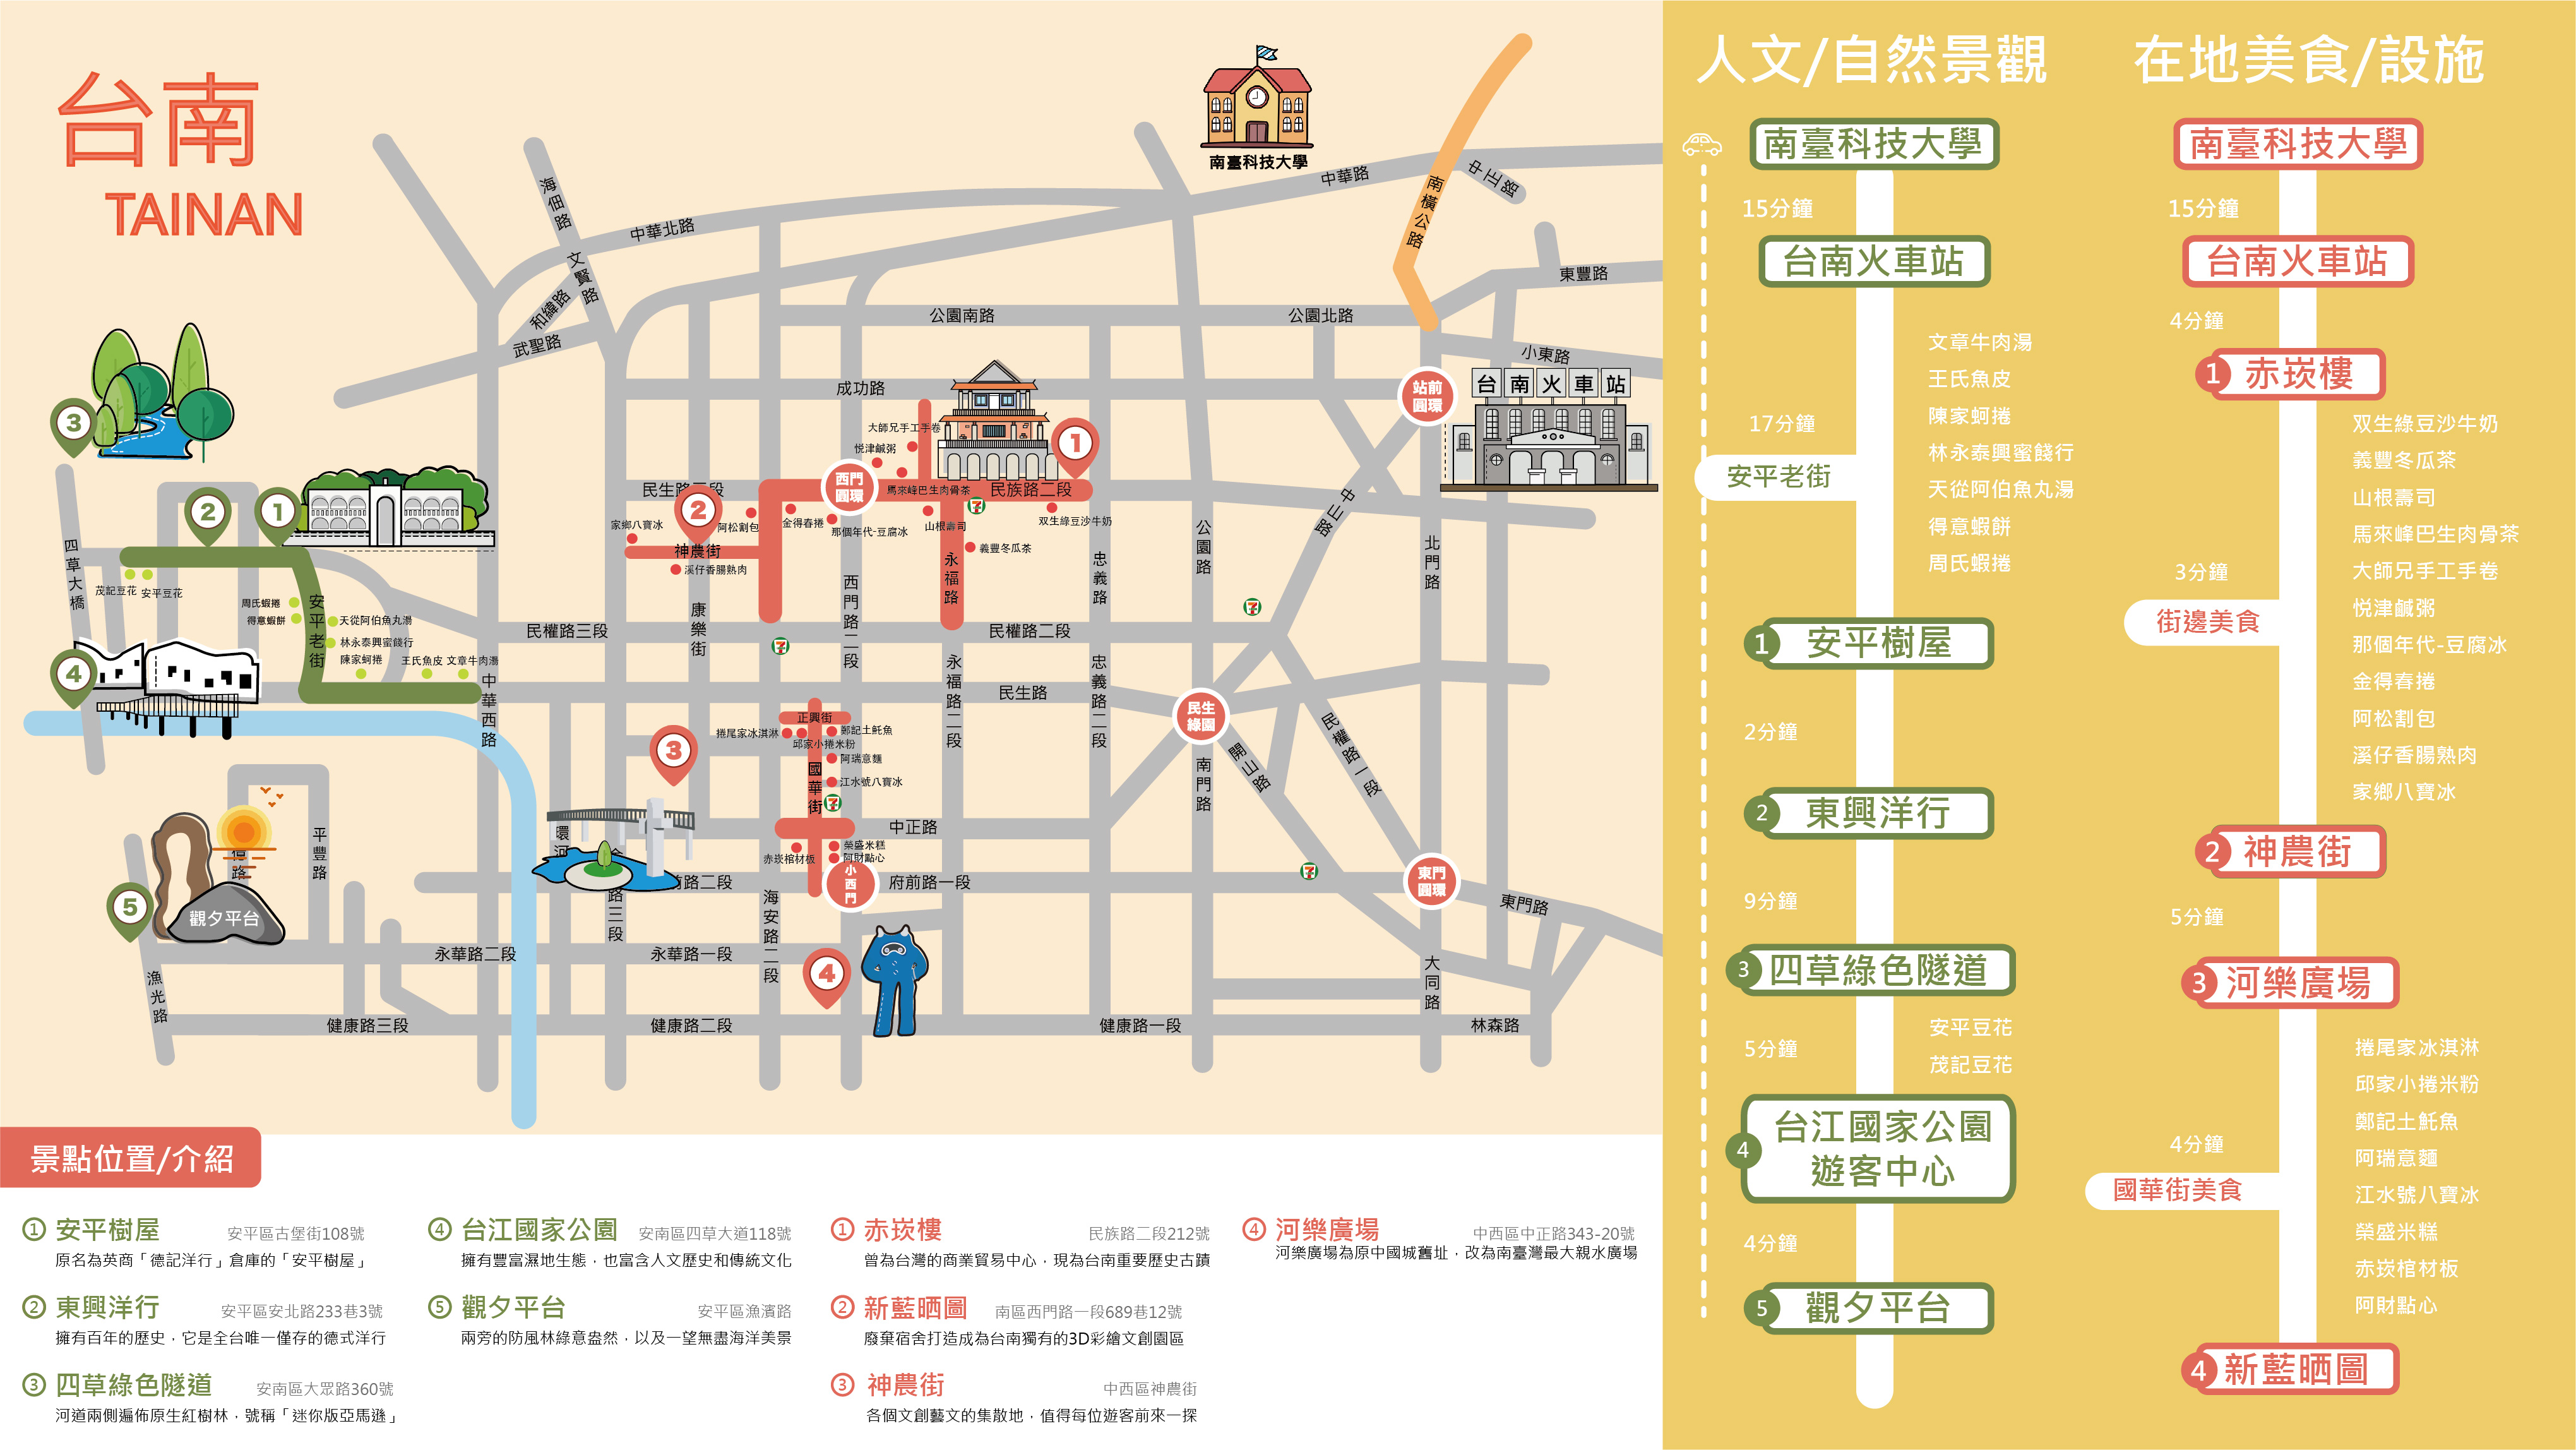 台南
TAINAN
南臺科技大學
海佃路
文賢路
中華北路
中華路
南橫公路
中正路
東豐路
和緯路
武聖路
公園南路
公園北路
小東路
成功路
站前圓環
台南火車站
大師兄手工手卷
悦津鹹粥
1
3
民生路二段
西門圓環
馬來峰巴生肉骨茶
民族路二段
2
1
2
家鄉八寶冰
阿松割包
金得春捲
那個年代-豆腐冰
山根壽司
双生綠豆沙牛奶
神農街
義豐冬瓜茶
溪仔香腸熟肉
四草大橋
茂記豆花
安平豆花
周氏蝦捲
得意蝦餅
安平老街
天從阿伯魚丸湯
林永泰興蜜餞行
陳家蚵捲
王氏魚皮
文章牛肉湯
康樂街
西門路二段
永福路
忠義路
公園路
中山路
北門路
民權路三段
民權路二段
4
中華西路
永福路二段
忠義路二段
民生路
民生綠園
正興街
捲尾家冰淇淋
鄭記土魠魚
邱家小捲米粉
阿瑞意麵
江水號八寶冰
國華街
3
南門路
開山路
民權路一段
平豐路
環河
中正路
榮盛米糕
阿財點心
赤崁棺材板
小西門
府前路一段
路二段
東門圓環
東門路
5
觀夕平台
路三段
海安路二段
永華路二段
永華路一段
4
大同路
漁光路
健康路三段
健康路二段
健康路一段
林森路
景點位置/介紹
1 安平樹屋 安平區古堡街108號
原名為英商「德記洋行」倉庫的「安平樹屋」
2 東興洋行 安平區安北路233巷3號
擁有百年的歷史，它是全台唯一僅存的德式洋行
3 四草綠色隧道 安南區大眾路360號
河道兩側遍佈原生紅樹林，號稱「迷你版亞馬遜」
4 台江國家公園 安南區四草大道118號
擁有豐富濕地生態，也富含人文歷史和傳統文化
5 觀夕平台 安平區漁濱路
兩旁的防風林綠意盎然，以及一望無盡海洋美景
1 赤崁樓 民族路二段212號
曾為台灣的商業貿易中心，現為台南重要歷史古蹟
2 新藍晒圖 南區西門路一段689巷12號
廢棄宿舍打造成為台南獨有的3D彩繪文創園區
3 神農街 中西區神農街
各個文創藝文的集散地，值得每位遊客前來一探
4 河樂廣場 中西區中正路343-20號
河樂廣場為原中國城舊址，改為南臺灣最大親水廣場
人文/自然景觀
南臺科技大學
15分鐘
台南火車站
文章牛肉湯
王氏魚皮
陳家蚵捲
17分鐘
林永泰興蜜餞行
安平老街
天從阿伯魚丸湯
得意蝦餅
周氏蝦捲
1 安平樹屋
2分鐘
2 東興洋行
9分鐘
3 四草綠色隧道
安平豆花
5分鐘
茂記豆花
4 台江國家公園
遊客中心
4分鐘
5 觀夕平台
在地美食/設施
南臺科技大學
15分鐘
台南火車站
4分鐘
1 赤崁樓
双生綠豆沙牛奶
義豐冬瓜茶
山根壽司
馬來峰巴生肉骨茶
3分鐘
大師兄手工手卷
悦津鹹粥
街邊美食
那個年代-豆腐冰
金得春捲
阿松割包
溪仔香腸熟肉
家鄉八寶冰
2 神農街
5分鐘
3 河樂廣場
捲尾家冰淇淋
邱家小捲米粉
鄭記土魠魚
4分鐘
阿瑞意麵
國華街美食
江水號八寶冰
榮盛米糕
赤崁棺材板
阿財點心
4 新藍晒圖